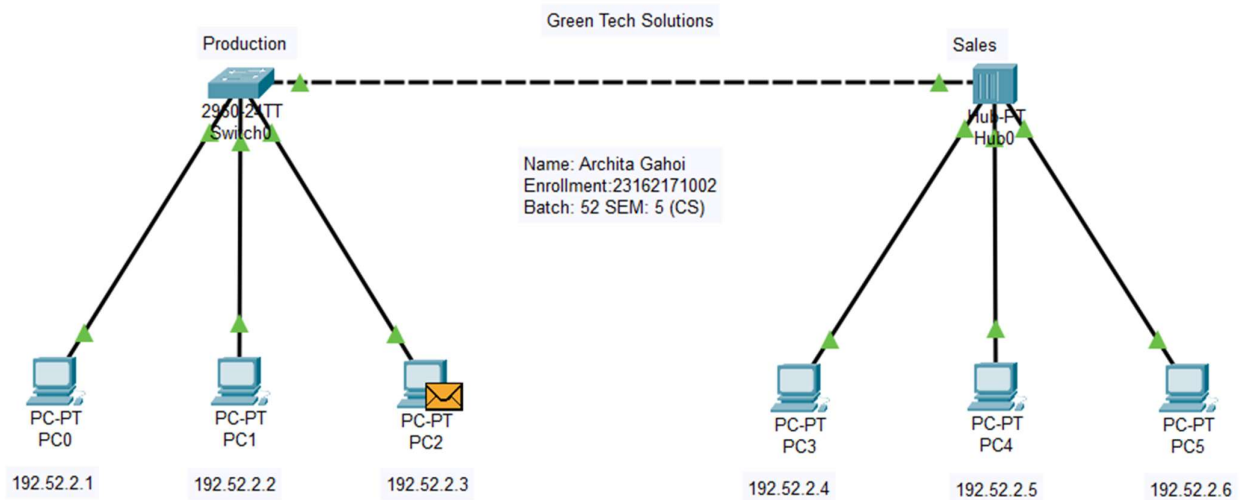 Green Tech Solutions
Production
Sales
2960-24TT
Switch0
Hub-PT
Hub0
Name: Archita Gahoi
Enrollment:23162171002
Batch: 52 SEM: 5 (CS)
PC-PT
PC0
PC-PT
PC1
PC-PT
PC2
PC-PT
PC3
PC-PT
PC4
PC-PT
PC5
192.52.2.1
192.52.2.2
192.52.2.3
192.52.2.4
192.52.2.5
192.52.2.6